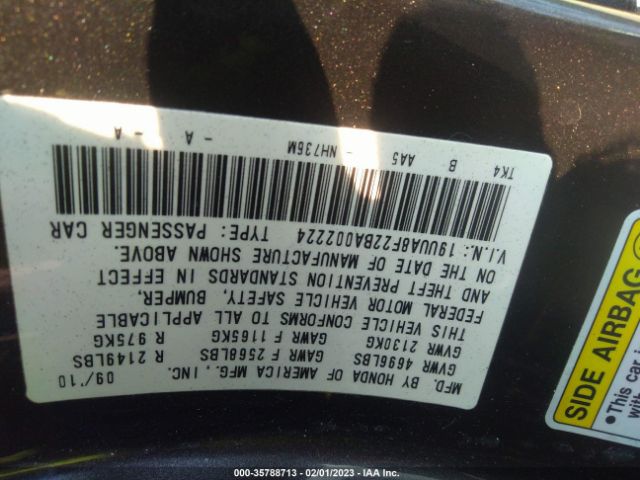 MFD. BY HONDA OF AMERICA MFG., INC. 09/10
GVWR 4696LBS GAWR F 2568LBS R 2149LBS
GVWR 2130KG GAWR F 1165KG R 975KG
THIS VEHICLE CONFORMS TO ALL APPLICABLE
FEDERAL MOTOR VEHICLE SAFETY, BUMPER,
AND THEFT PREVENTION STANDARDS IN EFFECT
ON THE DATE OF MANUFACTURE SHOWN ABOVE.
V.I.N.: 19UUA8F22BA002224 TYPE: PASSENGER CAR
TK4 B AA5 - NH736M - A - A
SIDE AIRBAG
•This car i
with
000-35788713 - 02/01/2023 - IAA Inc.